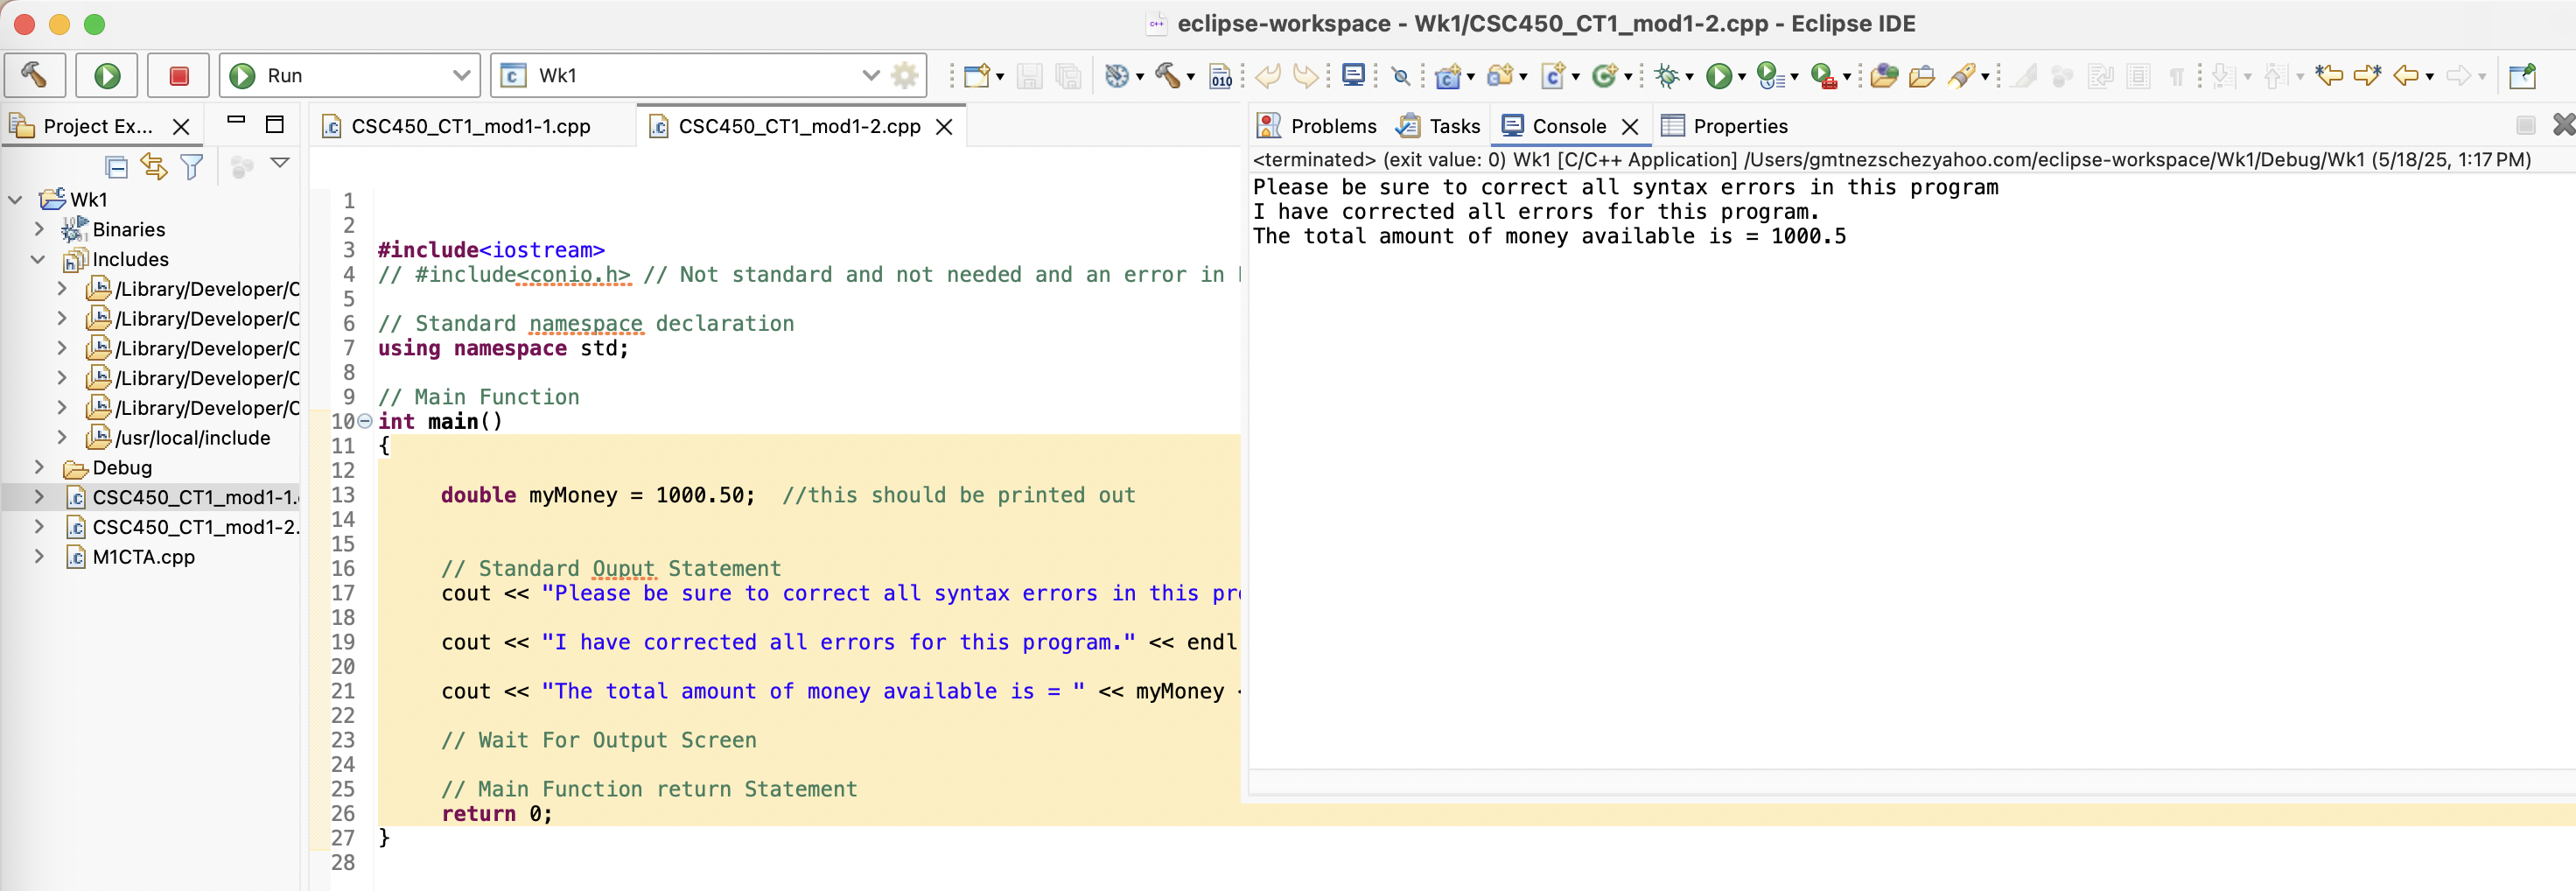 eclipse-workspace - Wk1/CSC450_CT1_mod1-2.cpp - Eclipse IDE
Run
Wk1
Project Ex...
Wk1
Binaries
Includes
/Library/Developer/C
/Library/Developer/C
/Library/Developer/C
/Library/Developer/C
/Library/Developer/C
/usr/local/include
Debug
CSC450_CT1_mod1-1.
CSC450_CT1_mod1-2.
M1CTA.cpp
CSC450_CT1_mod1-1.cpp CSC450_CT1_mod1-2.cpp
1
2
3 #include<iostream>
4 // #include<conio.h> // Not standard and not needed and an error in
5
6 // Standard namespace declaration
7 using namespace std;
8
9 // Main Function
10 int main()
11 {
12
13 double myMoney = 1000.50; //this should be printed out
14
15
16 // Standard Ouput Statement
17 cout << "Please be sure to correct all syntax errors in this pr
18
19 cout << "I have corrected all errors for this program." << endl
20
21 cout << "The total amount of money available is = " << myMoney
22
23 // Wait For Output Screen
24
25 // Main Function return Statement
26 return 0;
27 }
28
Problems Tasks Console Properties
<terminated> (exit value: 0) Wk1 [C/C++ Application] /Users/gmtnezschezyahoo.com/eclipse-workspace/Wk1/Debug/Wk1 (5/18/25, 1:17 PM)
Please be sure to correct all syntax errors in this program
I have corrected all errors for this program.
The total amount of money available is = 1000.5